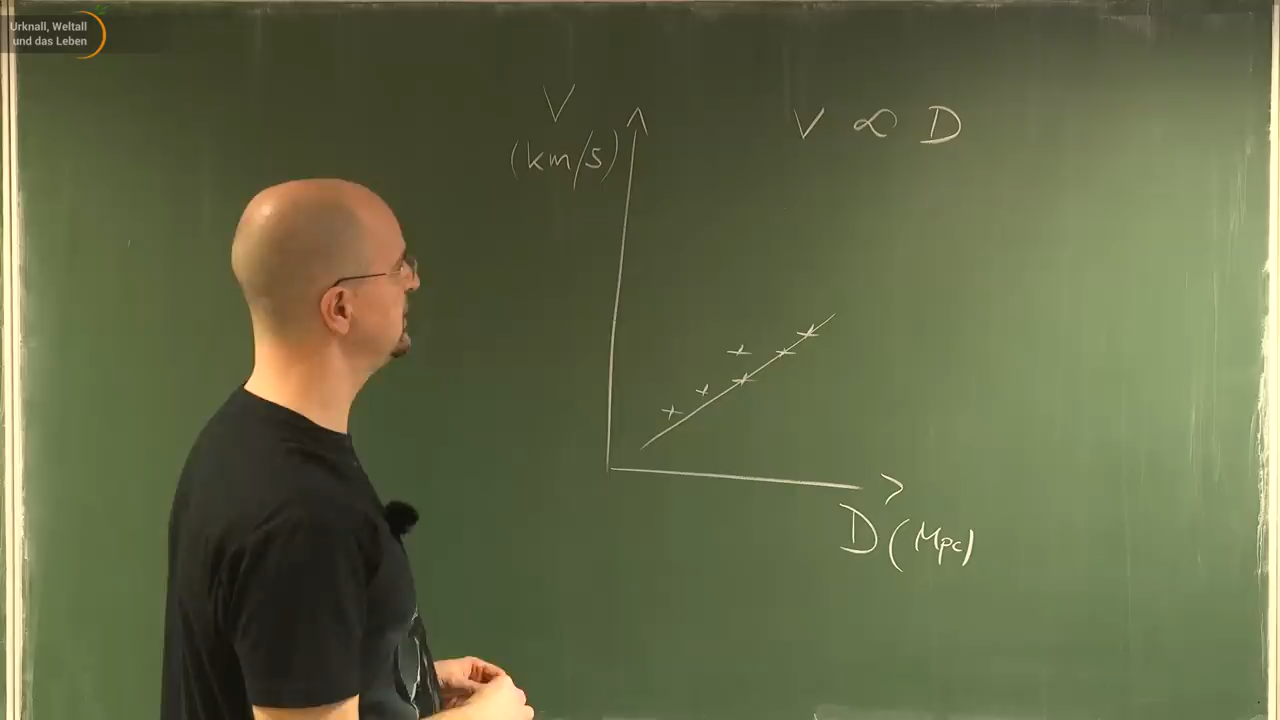 Urknall, Weltall
und das Leben
V
(km/s)
V ∝ D
D (Mpc)